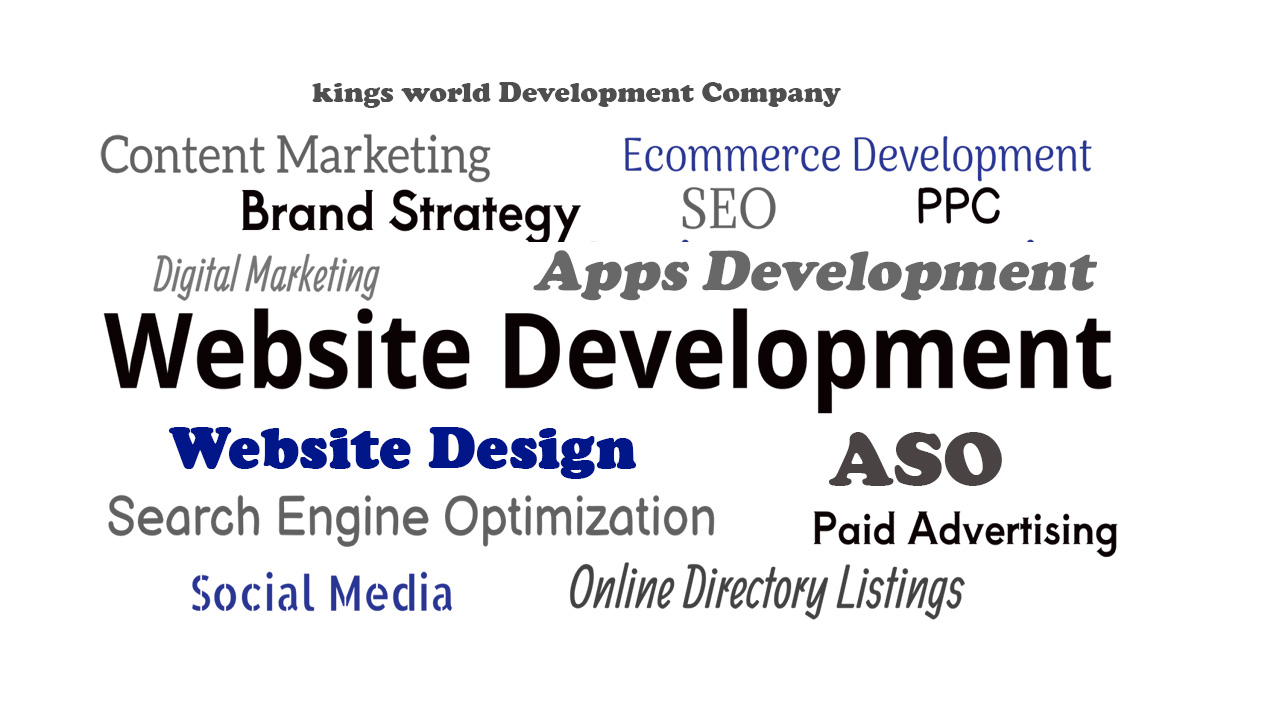 kings world Development Company
Content Marketing Ecommerce Development
Brand Strategy SEO PPC
Digital Marketing Apps Development
Website Development
Website Design ASO
Search Engine Optimization Paid Advertising
Social Media Online Directory Listings